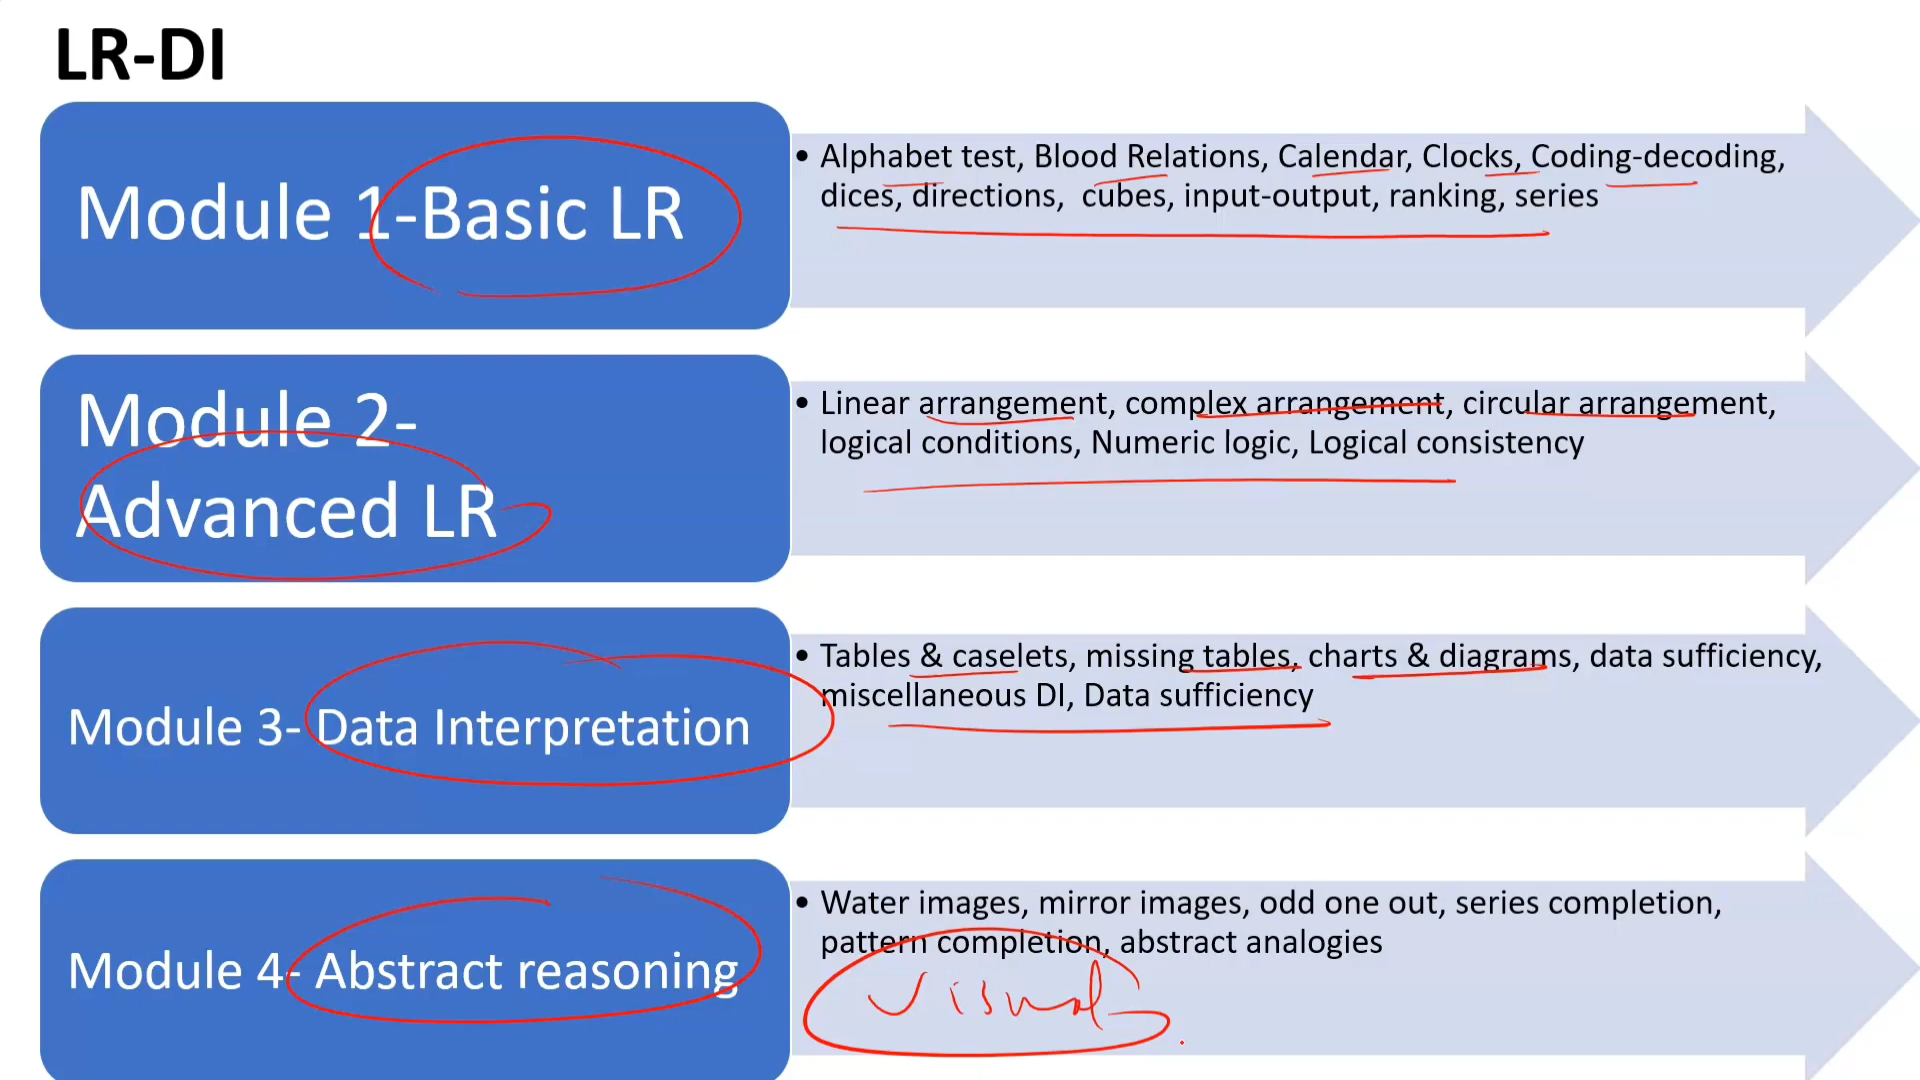 LR-DI
Module 1-Basic LR
• Alphabet test, Blood Relations, Calendar, Clocks, Coding-decoding,
dices, directions,  cubes, input-output, ranking, series
Module 2-
Advanced LR
• Linear arrangement, complex arrangement, circular arrangement,
logical conditions, Numeric logic, Logical consistency
Module 3- Data Interpretation
• Tables & caselets, missing tables, charts & diagrams, data sufficiency,
miscellaneous DI, Data sufficiency
Module 4- Abstract reasoning
• Water images, mirror images, odd one out, series completion,
pattern completion, abstract analogies
Visual